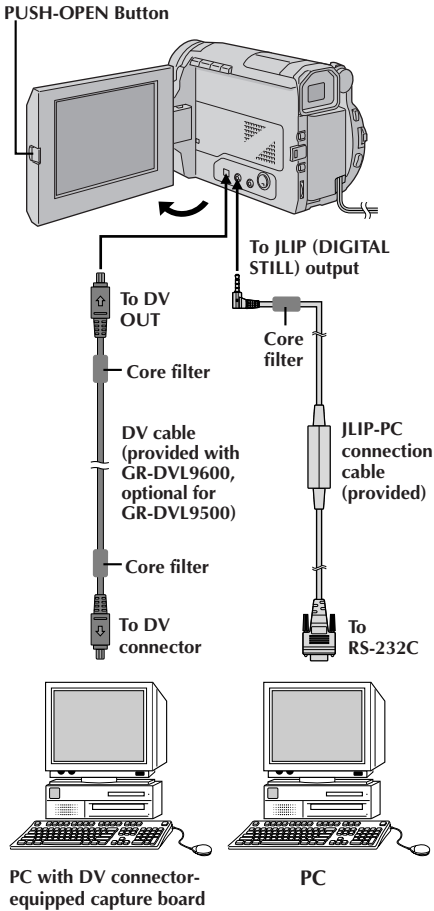 PUSH-OPEN Button
To JLIP (DIGITAL
STILL) output
To DV
OUT
Core
filter
Core filter
DV cable
(provided with
GR-DVL9600,
optional for
GR-DVL9500)
JLIP-PC
connection
cable
(provided)
Core filter
To DV
connector
To
RS-232C
PC with DV connector-
equipped capture board
PC